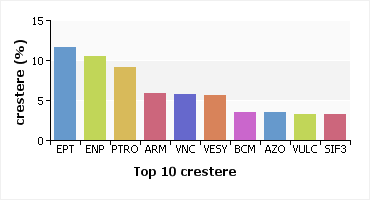 crestere (%)
15
10
5
0
EPT ENP PTRO ARM VNC VESY BCM AZO VULC SIF3
Top 10 crestere